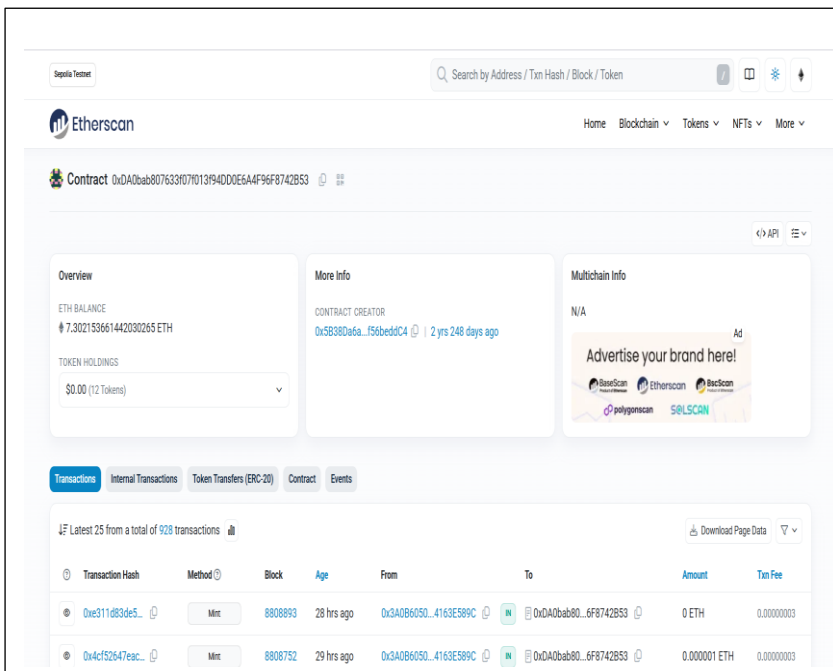 Sepolia Testnet
Search by Address / Txn Hash / Block / Token /
Etherscan
Home Blockchain Tokens NFTs More
Contract 0xDA0bab807633f07f013f94DD0E6A4F96F8742B53
</> API
Overview
ETH BALANCE
7.302153661442030265 ETH
TOKEN HOLDINGS
$0.00 (12 Tokens)
More Info
CONTRACT CREATOR
0x5B38Da6a...f56beddC4 | 2 yrs 248 days ago
Multichain Info
N/A
Ad
Advertise your brand here!
BaseScan Etherscan BscScan
polygonscan SOLSCAN
Transactions Internal Transactions Token Transfers (ERC-20) Contract Events
Latest 25 from a total of 928 transactions
Download Page Data
Transaction Hash Method Block Age From To Amount Txn Fee
0xe311d83de5... Mint 8808893 28 hrs ago 0x3A0B6050...4163E589C IN 0xDA0bab80...6F8742B53 0 ETH 0.00000003
0x4cf52647eac... Mint 8808752 29 hrs ago 0x3A0B6050...4163E589C IN 0xDA0bab80...6F8742B53 0.000001 ETH 0.00000003